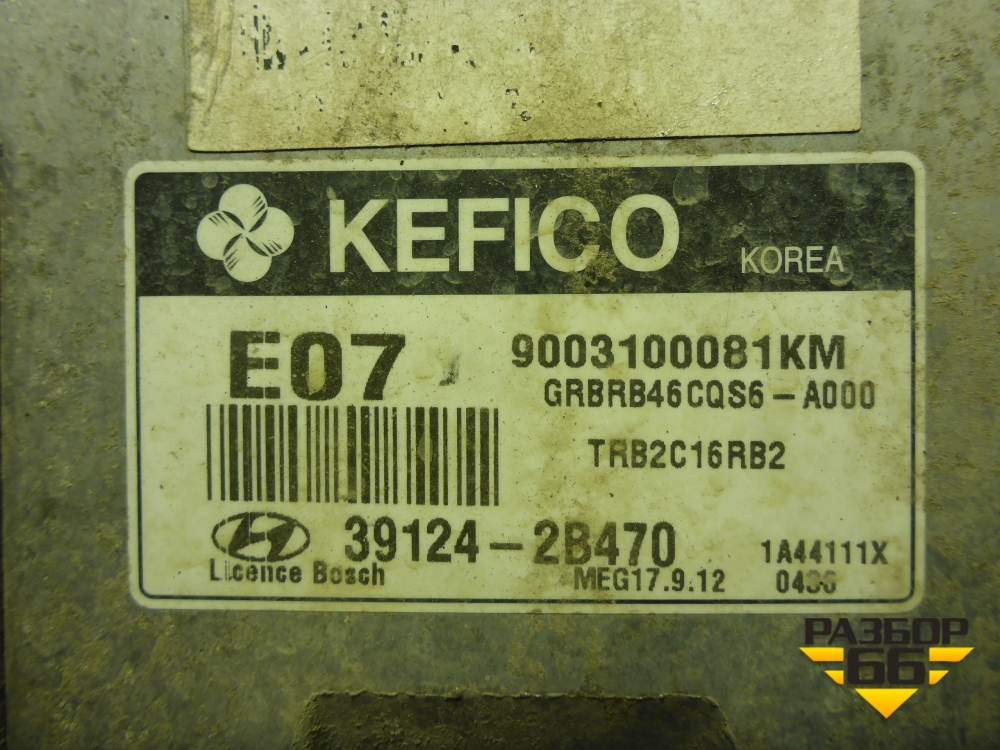 KEFICO
KOREA
E07
9003100081KM
GRBRB46CQS6-A000
TRB2C16RB2
39124-2B470
1A44111X
Licence Bosch
MEG17.9.12
РАЗБОР
66